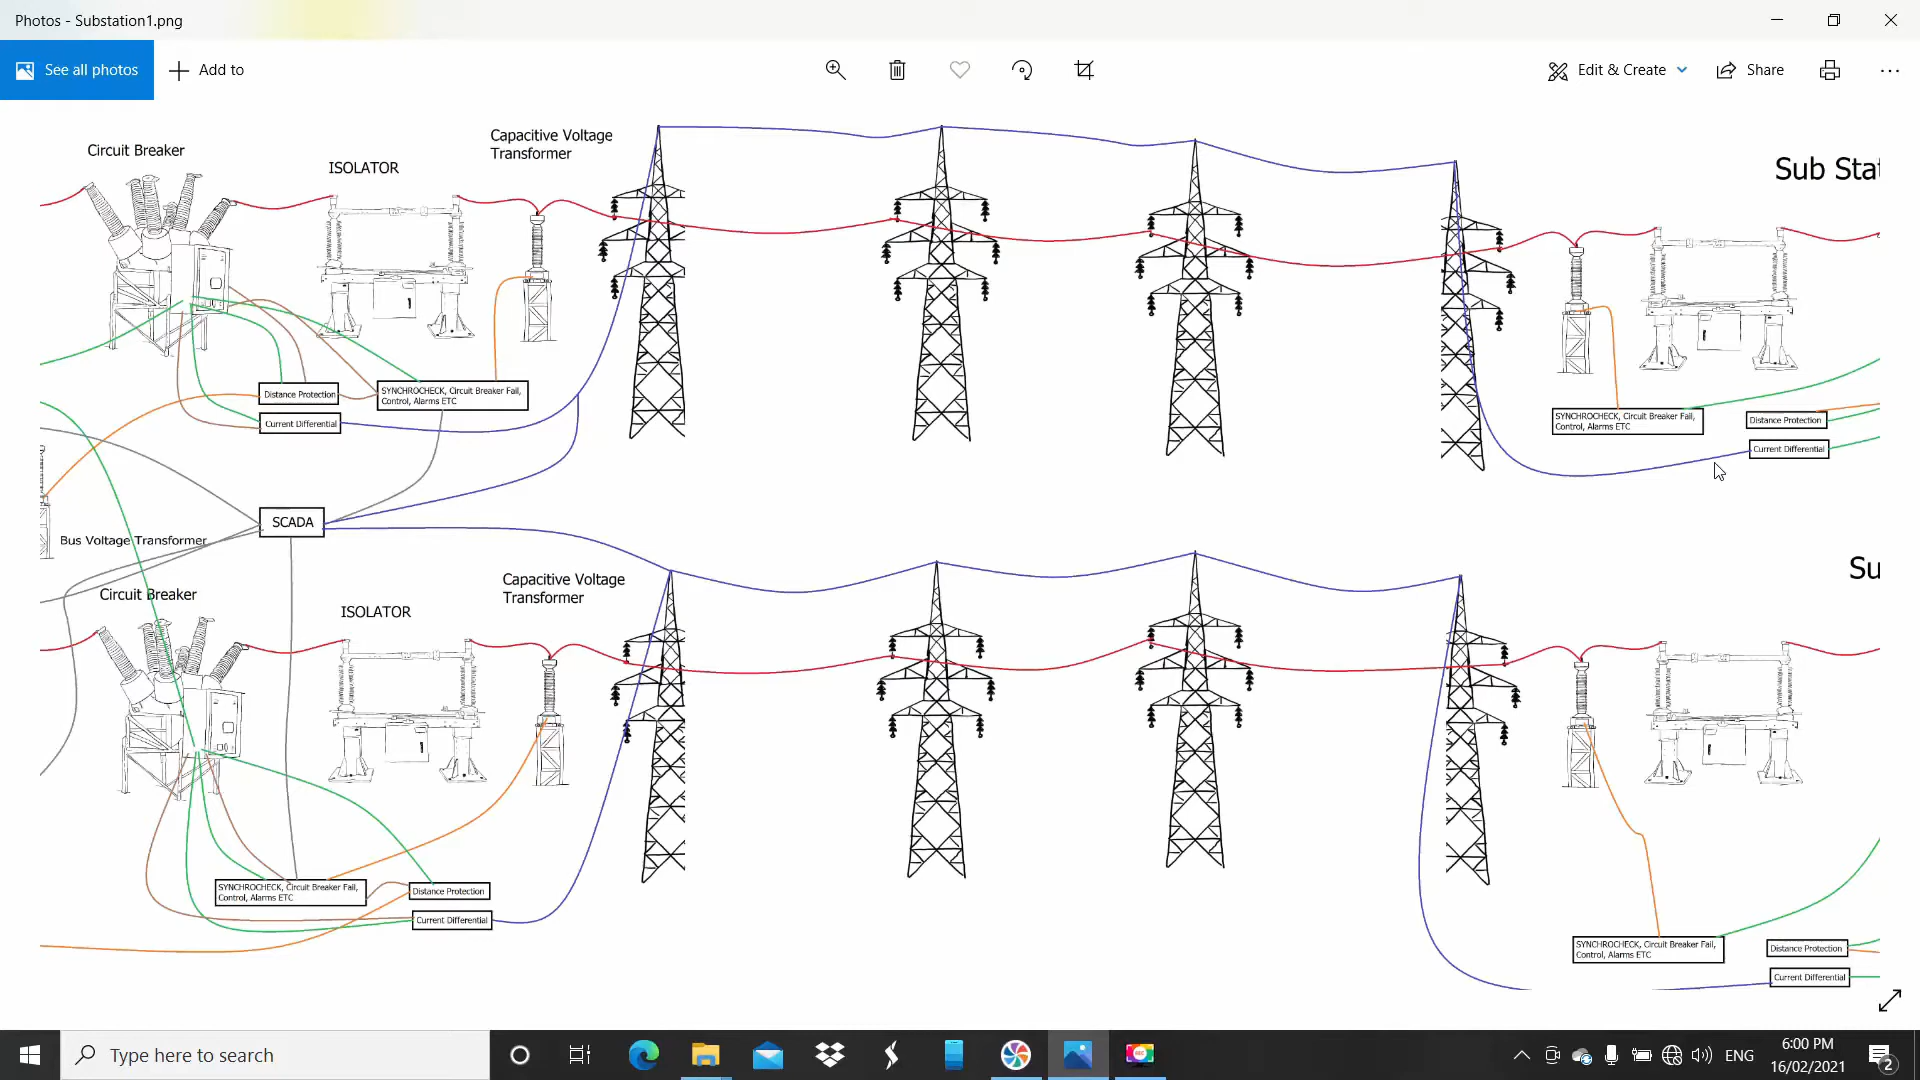 Photos - Substation1.png
See all photos
Add to
Edit & Create
Share
Circuit Breaker
ISOLATOR
Capacitive Voltage
Transformer
Sub Stat
Distance Protection
SYNCHROCHECK, Circuit Breaker Fail,
Control, Alarms ETC
Current Differential
SYNCHROCHECK, Circuit Breaker Fail,
Control, Alarms ETC
Distance Protection
Current Differential
SCADA
Bus Voltage Transformer
Circuit Breaker
ISOLATOR
Capacitive Voltage
Transformer
Su
SYNCHROCHECK, Circuit Breaker Fail,
Control, Alarms ETC
Distance Protection
Current Differential
SYNCHROCHECK, Circuit Breaker Fail,
Control, Alarms ETC
Distance Protection
Current Differential
Type here to search
ENG
6:00 PM
16/02/2021
2